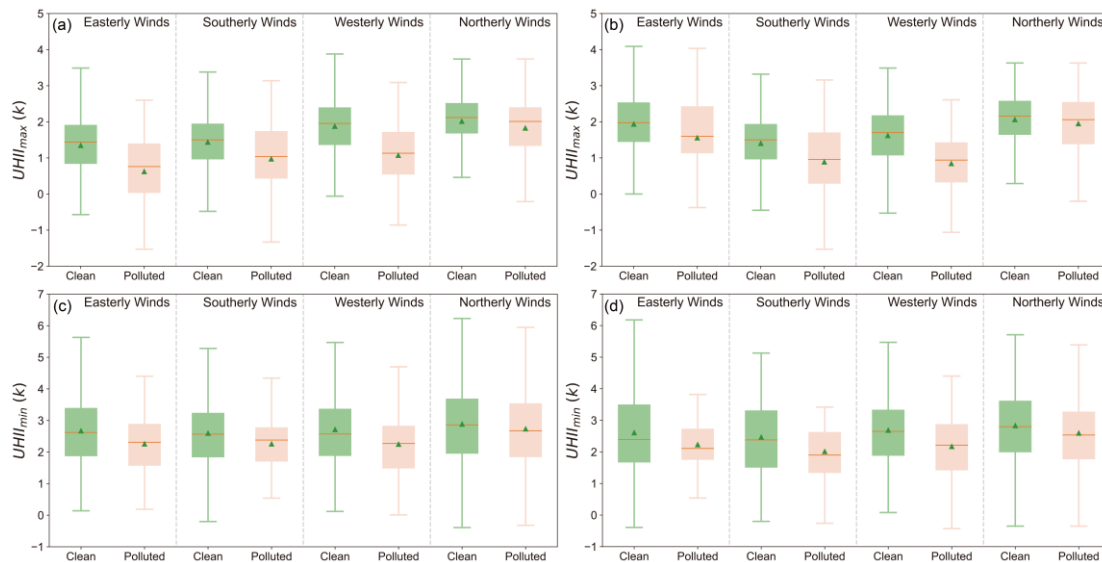 (a) Easterly Winds Southerly Winds Westerly Winds Northerly Winds
UHII_max (k)
5
4
3
2
1
0
−1
−2
Clean Polluted Clean Polluted Clean Polluted Clean Polluted
(b) Easterly Winds Southerly Winds Westerly Winds Northerly Winds
UHII_max (k)
5
4
3
2
1
0
−1
−2
Clean Polluted Clean Polluted Clean Polluted Clean Polluted
(c) Easterly Winds Southerly Winds Westerly Winds Northerly Winds
UHII_min (k)
7
6
5
4
3
2
1
0
−1
Clean Polluted Clean Polluted Clean Polluted Clean Polluted
(d) Easterly Winds Southerly Winds Westerly Winds Northerly Winds
UHII_min (k)
7
6
5
4
3
2
1
0
−1
Clean Polluted Clean Polluted Clean Polluted Clean Polluted